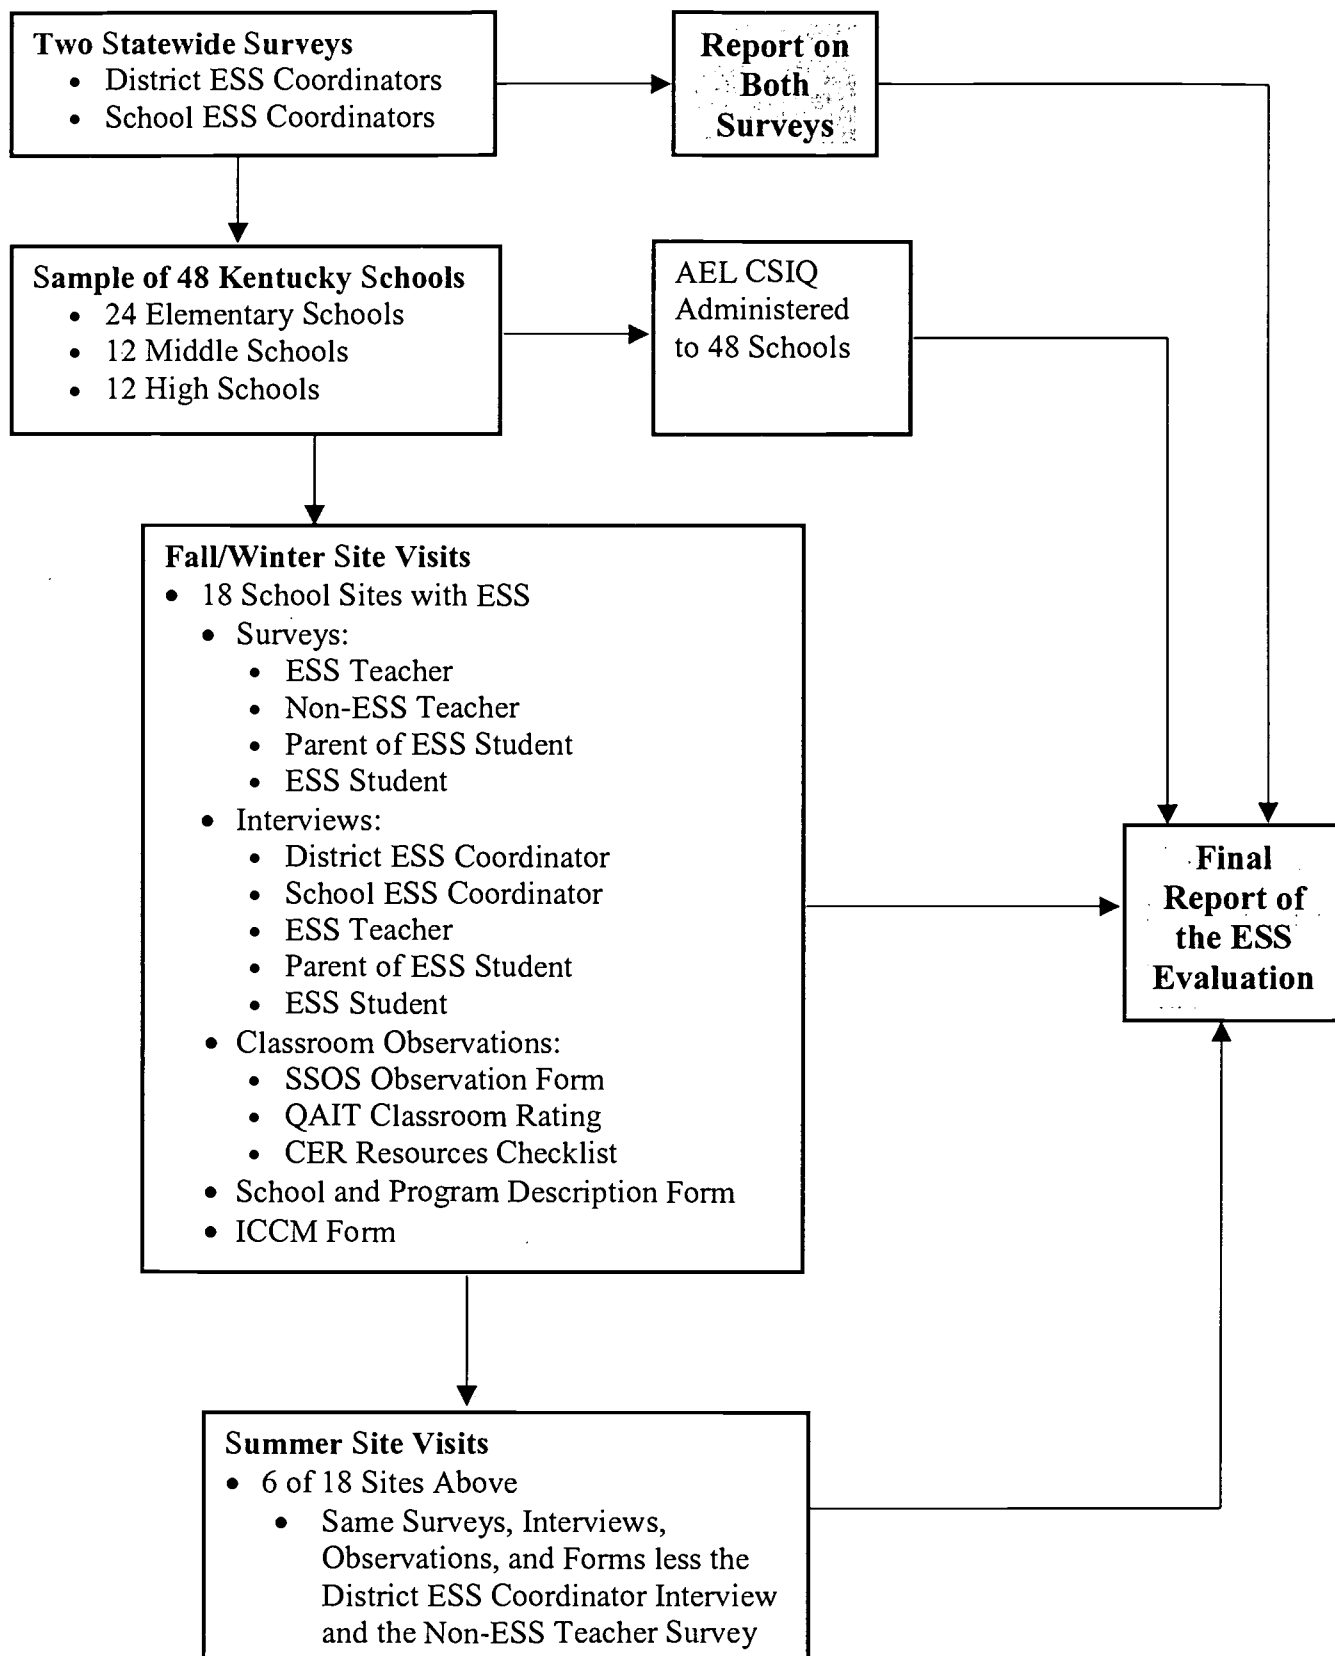 Two Statewide Surveys
• District ESS Coordinators
• School ESS Coordinators
Report on
Both
Surveys
Sample of 48 Kentucky Schools
• 24 Elementary Schools
• 12 Middle Schools
• 12 High Schools
AEL CSIQ
Administered
to 48 Schools
Fall/Winter Site Visits
• 18 School Sites with ESS
• Surveys:
• ESS Teacher
• Non-ESS Teacher
• Parent of ESS Student
• ESS Student
• Interviews:
• District ESS Coordinator
• School ESS Coordinator
• ESS Teacher
• Parent of ESS Student
• ESS Student
• Classroom Observations:
• SSOS Observation Form
• QAIT Classroom Rating
• CER Resources Checklist
• School and Program Description Form
• ICCM Form
Final
Report of
the ESS
Evaluation
Summer Site Visits
• 6 of 18 Sites Above
• Same Surveys, Interviews,
Observations, and Forms less the
District ESS Coordinator Interview
and the Non-ESS Teacher Survey